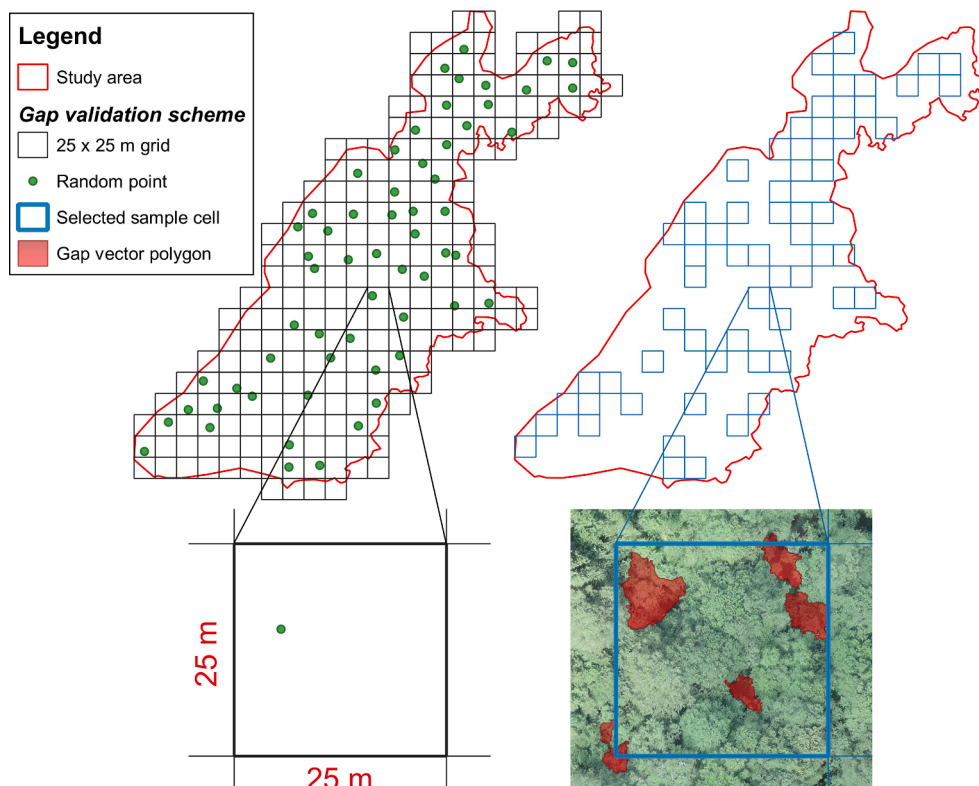 Legend
Study area
Gap validation scheme
25 x 25 m grid
Random point
Selected sample cell
Gap vector polygon
25 m
25 m